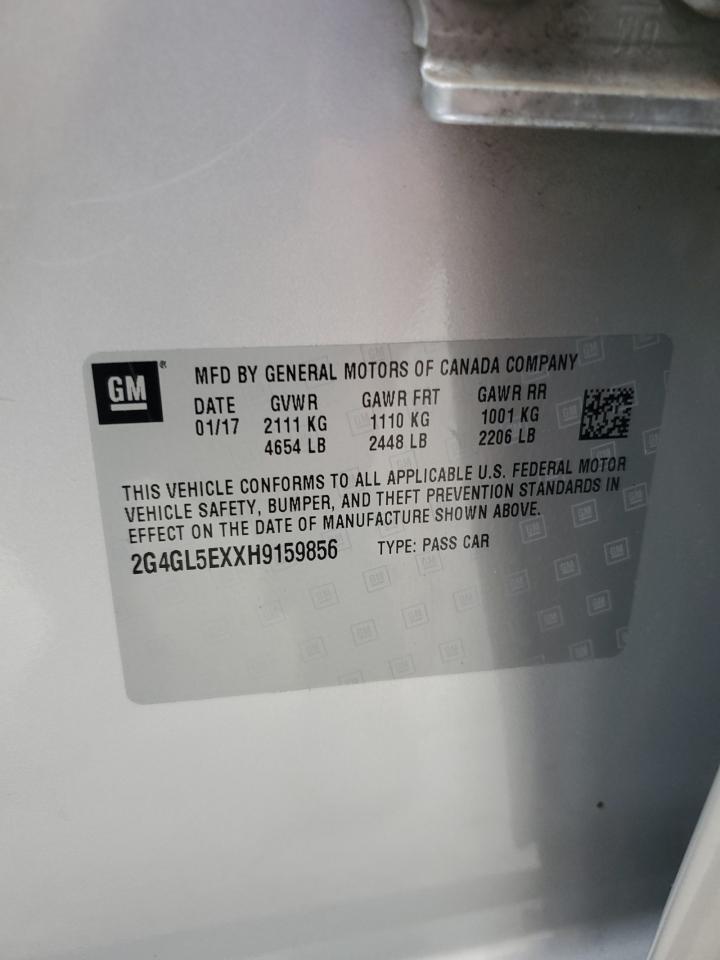 GM
MFD BY GENERAL MOTORS OF CANADA COMPANY
DATE GVWR GAWR FRT GAWR RR
01/17 2111 KG 1110 KG 1001 KG
4654 LB 2448 LB 2206 LB
THIS VEHICLE CONFORMS TO ALL APPLICABLE U.S. FEDERAL MOTOR
VEHICLE SAFETY, BUMPER, AND THEFT PREVENTION STANDARDS IN
EFFECT ON THE DATE OF MANUFACTURE SHOWN ABOVE.
2G4GL5EXXH9159856 TYPE: PASS CAR